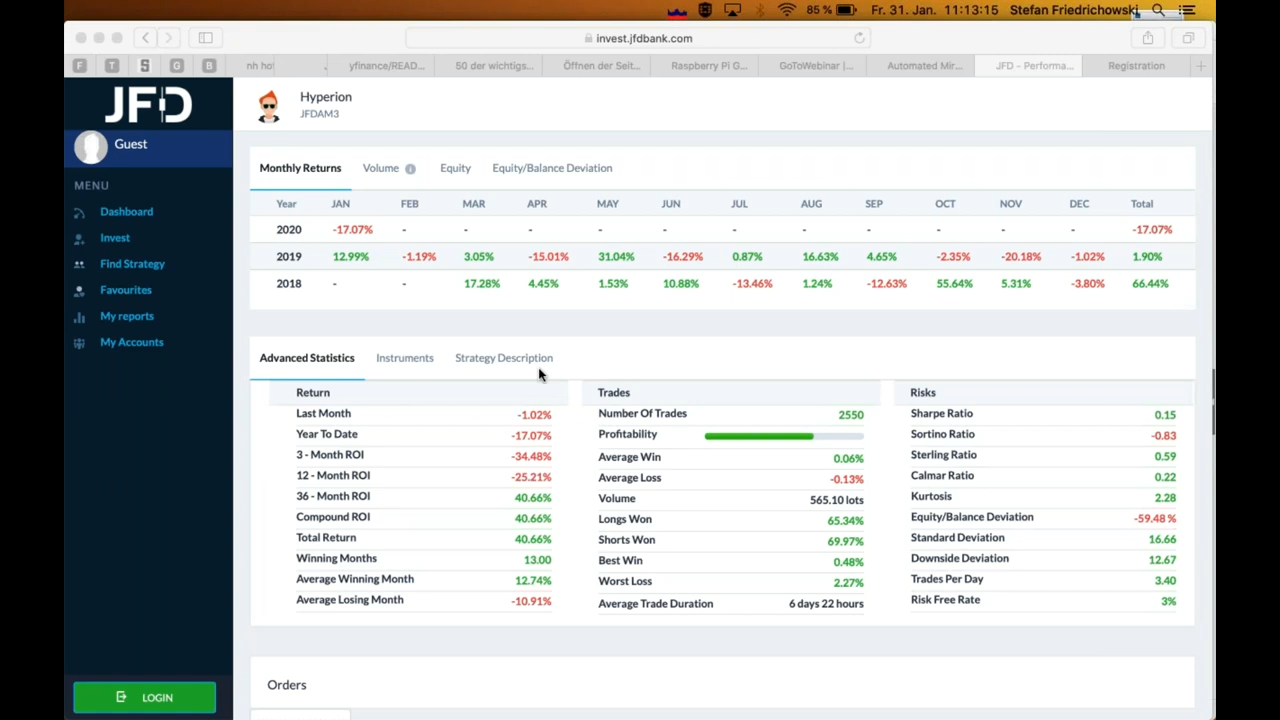 85 % Fr. 31. Jan. 11:13:15 Stefan Friedrichowski
invest.jfdbank.com
F T S G B nh ho yfinance/READ... 50 der wichtigs... Öffnen der Seit... Raspberry Pi G... GoToWebinar |... Automated Mir... JFD - Performa... Registration
JFD
Guest
MENU
Dashboard
Invest
Find Strategy
Favourites
My reports
My Accounts
LOGIN
Hyperion
JFDAM3
Monthly Returns Volume Equity Equity/Balance Deviation
Year JAN FEB MAR APR MAY JUN JUL AUG SEP OCT NOV DEC Total
2020 -17.07% - - - - - - - - - - - -17.07%
2019 12.99% -1.19% 3.05% -15.01% 31.04% -16.29% 0.87% 16.63% 4.65% -2.35% -20.18% -1.02% 1.90%
2018 - - 17.28% 4.45% 1.53% 10.88% -13.46% 1.24% -12.63% 55.64% 5.31% -3.80% 66.44%
Advanced Statistics Instruments Strategy Description
Return
Last Month -1.02%
Year To Date -17.07%
3 - Month ROI -34.48%
12 - Month ROI -25.21%
36 - Month ROI 40.66%
Compound ROI 40.66%
Total Return 40.66%
Winning Months 13.00
Average Winning Month 12.74%
Average Losing Month -10.91%
Trades
Number Of Trades 2550
Profitability
Average Win 0.06%
Average Loss -0.13%
Volume 565.10 lots
Longs Won 65.34%
Shorts Won 69.97%
Best Win 0.48%
Worst Loss 2.27%
Average Trade Duration 6 days 22 hours
Risks
Sharpe Ratio 0.15
Sortino Ratio -0.83
Sterling Ratio 0.59
Calmar Ratio 0.22
Kurtosis 2.28
Equity/Balance Deviation -59.48 %
Standard Deviation 16.66
Downside Deviation 12.67
Trades Per Day 3.40
Risk Free Rate 3%
Orders